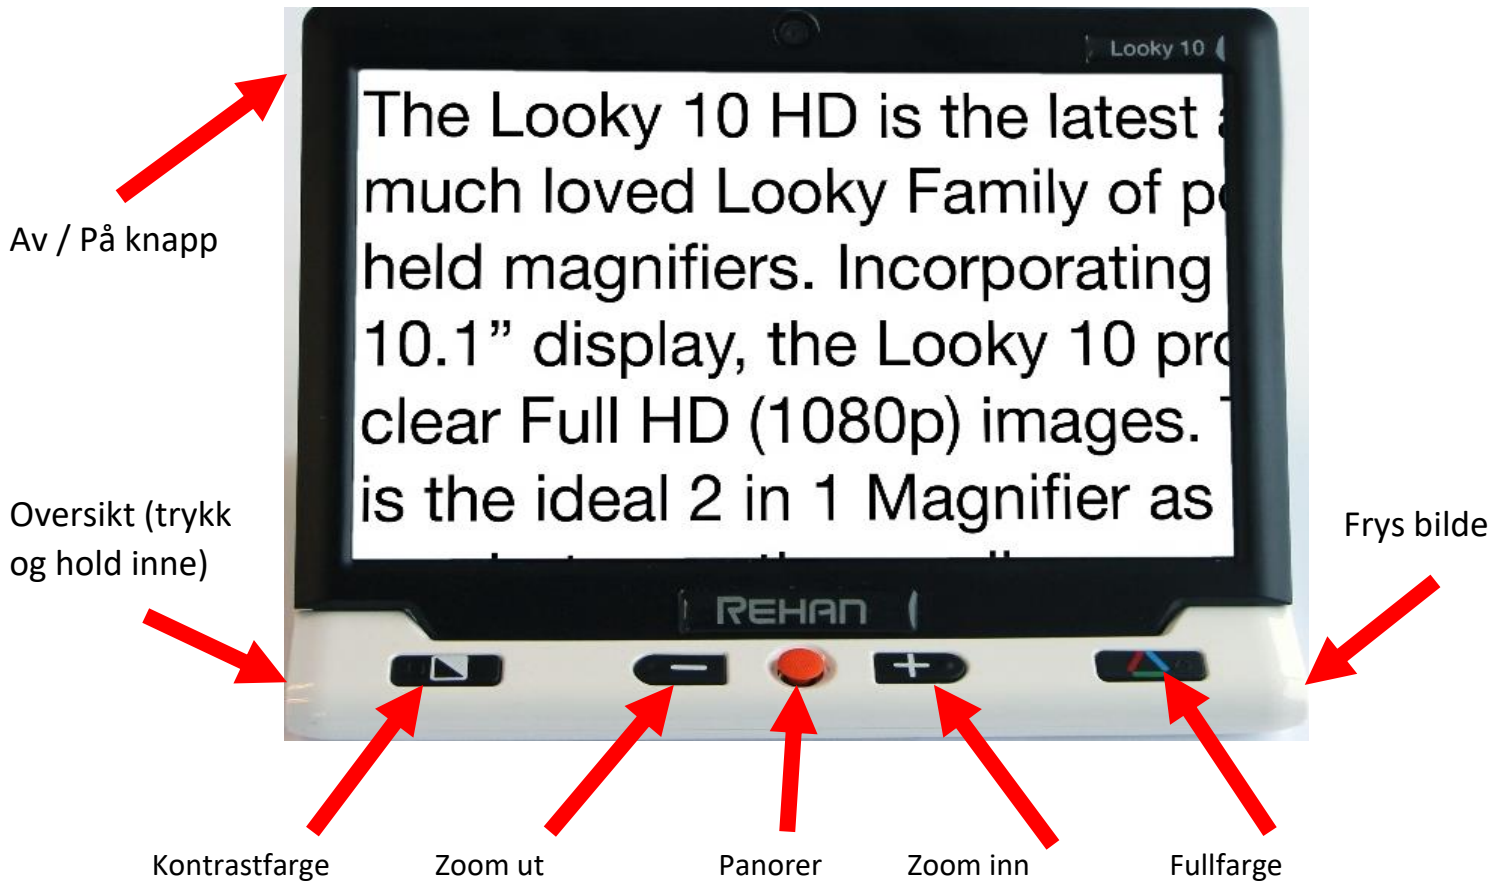 Looky 10
The Looky 10 HD is the latest
much loved Looky Family of
held magnifiers. Incorporating
10.1” display, the Looky 10
clear Full HD (1080p) images.
is the ideal 2 in 1 Magnifier as
REHAN
Av / På knapp
Oversikt (trykk
og hold inne)
Frys bilde
Kontrastfarge
Zoom ut
Panorer
Zoom inn
Fullfarge